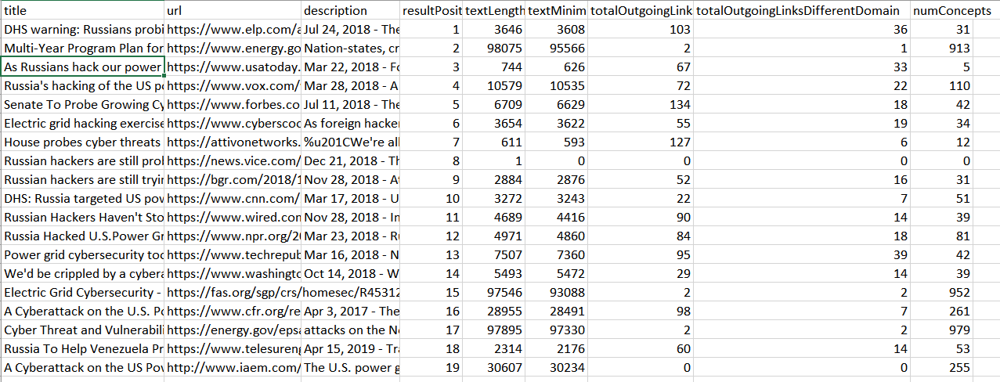 title url description resultPosit textLength textMinim totalOutgoingLink totalOutgoingLinksDifferentDomain numConcepts
DHS warning: Russians probi https://www.elp.com/a Jul 24, 2018 - The 1 3646 3608 103 36 31
Multi-Year Program Plan for https://www.energy.go Nation-states, cr 2 98075 95566 2 1 913
As Russians hack our power https://www.usatoday. Mar 22, 2018 - Fo 3 744 626 67 33 5
Russia's hacking of the US po https://www.vox.com/ Mar 28, 2018 - A 4 10579 10535 72 22 110
Senate To Probe Growing Cy https://www.forbes.co Jul 11, 2018 - The 5 6709 6629 134 18 42
Electric grid hacking exercise https://www.cyberscoo As foreign hacker 6 3654 3622 55 19 34
House probes cyber threats https://attivonetworks. %u201CWe're all 7 611 593 127 6 12
Russian hackers are still prol https://news.vice.com/ Dec 21, 2018 - Th 8 1 0 0 0 0
Russian hackers are still tryin https://bgr.com/2018/1 Nov 28, 2018 - At 9 2884 2876 52 16 31
DHS: Russia targeted US pov https://www.cnn.com/ Mar 17, 2018 - U 10 3272 3243 22 7 51
Russian Hackers Haven't Sto https://www.wired.com Nov 28, 2018 - In 11 4689 4416 90 14 39
Russia Hacked U.S.Power Gr https://www.npr.org/20 Mar 23, 2018 - Ru 12 4971 4860 84 18 81
Power grid cybersecurity too https://www.techrepub Mar 16, 2018 - N 13 7507 7360 95 39 42
We'd be crippled by a cybera https://www.washingto Oct 14, 2018 - W 14 5493 5472 29 14 39
Electric Grid Cybersecurity - https://fas.org/sgp/crs/homesec/R45312 15 97546 93088 2 2 952
A Cyberattack on the U.S. Po https://www.cfr.org/re Apr 3, 2017 - The 16 28955 28491 98 7 261
Cyber Threat and Vulnerabili https://energy.gov/epsa attacks on the N 17 97895 97330 2 2 979
Russia To Help Venezuela Pr https://www.telesureng Apr 15, 2019 - Tra 18 2314 2176 60 14 53
A Cyberattack on the US Pov http://www.iaem.com/ The U.S. power g 19 30607 30234 0 0 255